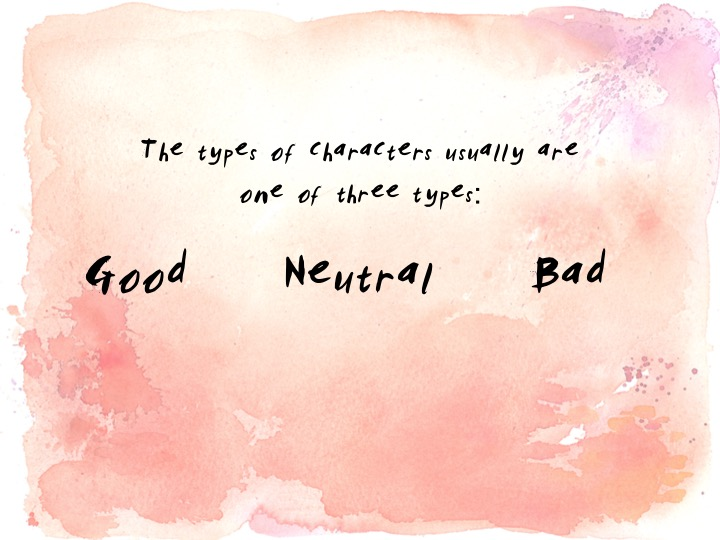 The types of characters usually are
one of three types:
Good Neutral Bad